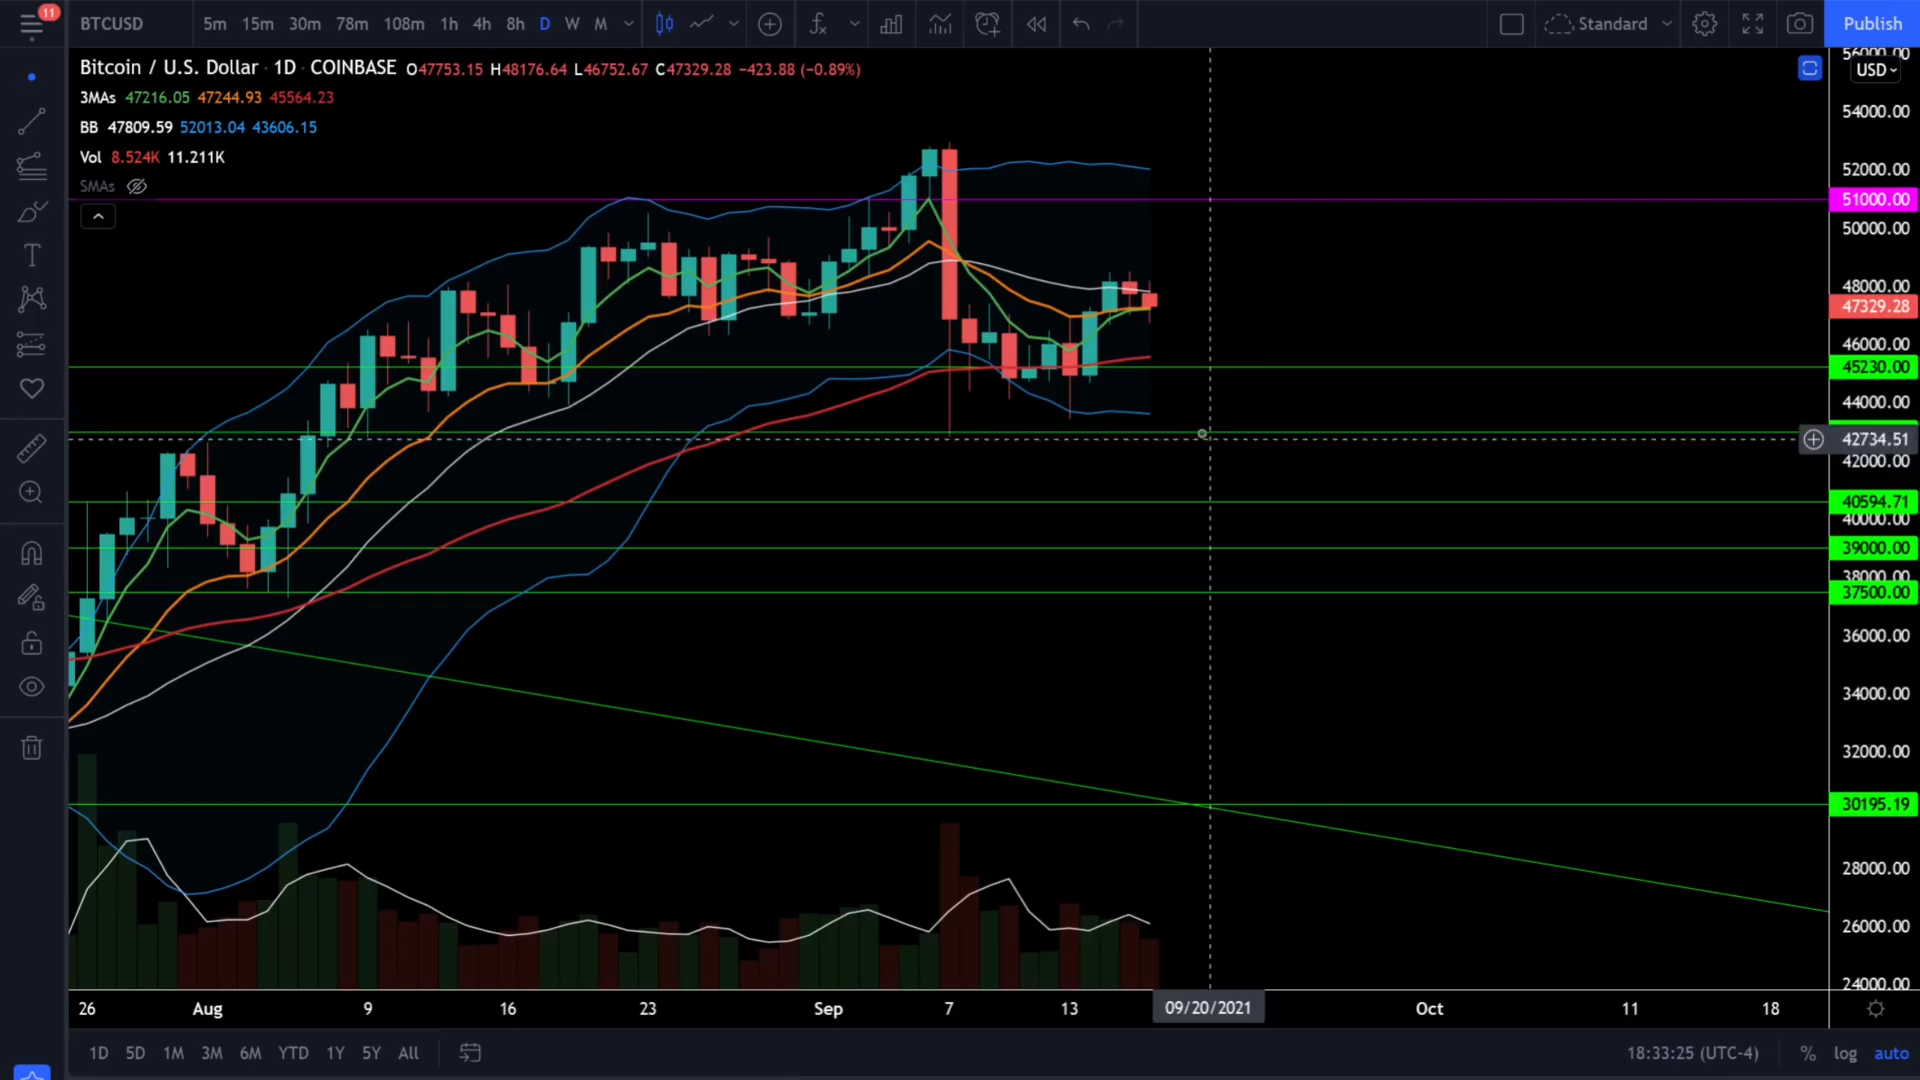 11
BTCUSD 5m 15m 30m 78m 108m 1h 4h 8h D W M Standard Publish
Bitcoin / U.S. Dollar · 1D · COINBASE O47753.15 H48176.64 L46752.67 C47329.28 −423.88 (−0.89%)
3MAs 47216.05 47244.93 45564.23
BB 47809.59 52013.04 43606.15
Vol 8.524K 11.211K
SMAs
56000.00
USD
54000.00
52000.00
51000.00
50000.00
48000.00
47329.28
46000.00
45230.00
44000.00
42734.51
42000.00
40594.71
40000.00
39000.00
38000.00
37500.00
36000.00
34000.00
32000.00
30195.19
28000.00
26000.00
24000.00
26 Aug 9 16 23 Sep 7 13 09/20/2021 Oct 11 18
1D 5D 1M 3M 6M YTD 1Y 5Y All 18:33:25 (UTC-4) % log auto